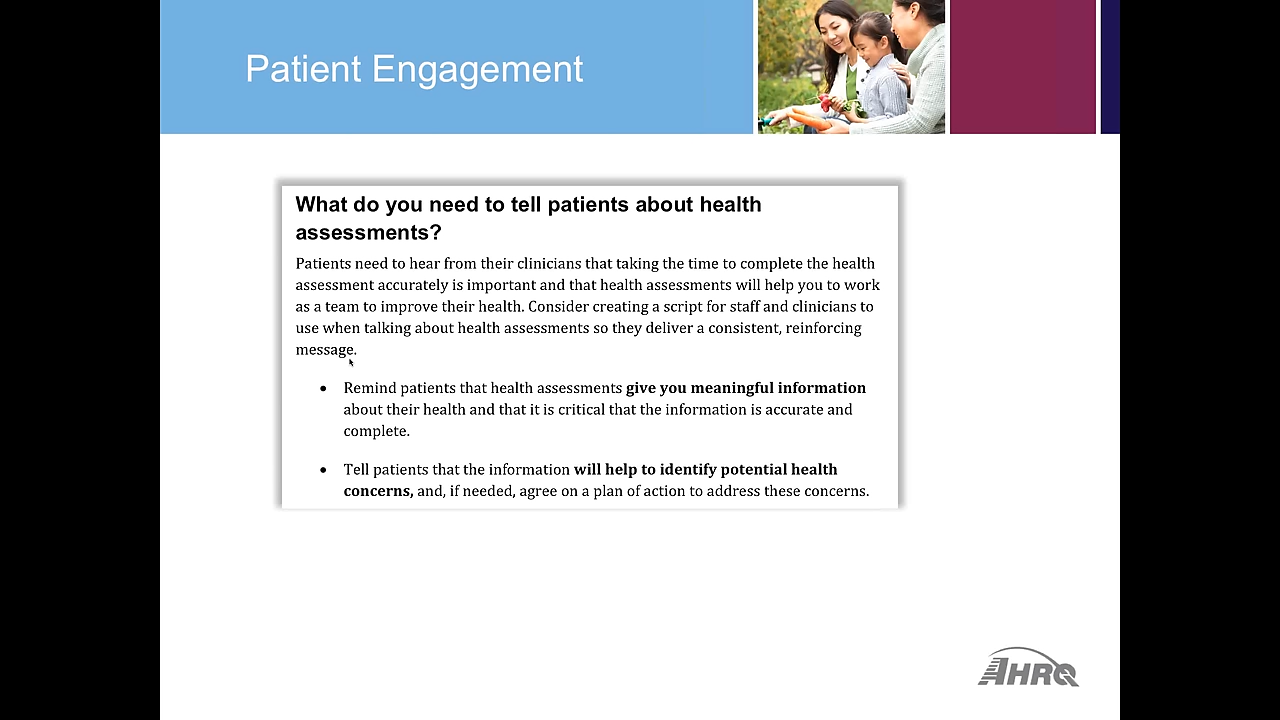 Patient Engagement
What do you need to tell patients about health
assessments?
Patients need to hear from their clinicians that taking the time to complete the health
assessment accurately is important and that health assessments will help you to work
as a team to improve their health. Consider creating a script for staff and clinicians to
use when talking about health assessments so they deliver a consistent, reinforcing
message.
• Remind patients that health assessments give you meaningful information
about their health and that it is critical that the information is accurate and
complete.
• Tell patients that the information will help to identify potential health
concerns, and, if needed, agree on a plan of action to address these concerns.
AHRQ